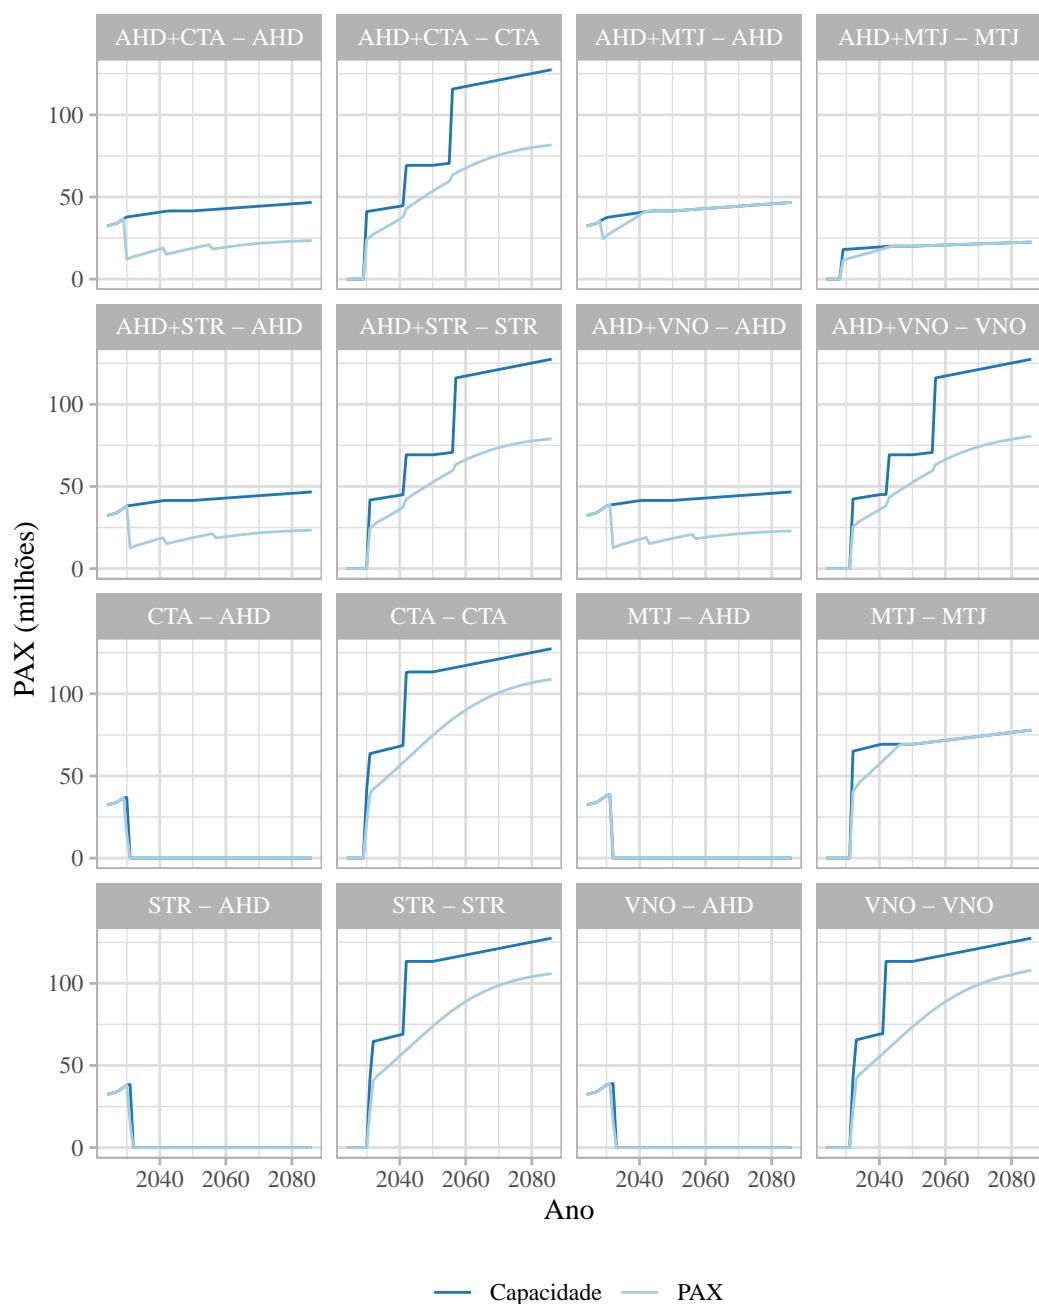 AHD+CTA – AHD
AHD+CTA – CTA
AHD+MTJ – AHD
AHD+MTJ – MTJ
100
50
0
AHD+STR – AHD
AHD+STR – STR
AHD+VNO – AHD
AHD+VNO – VNO
100
50
0
PAX (milhões)
CTA – AHD
CTA – CTA
MTJ – AHD
MTJ – MTJ
100
50
0
STR – AHD
STR – STR
VNO – AHD
VNO – VNO
100
50
0
2040 2060 2080
2040 2060 2080
2040 2060 2080
2040 2060 2080
Ano
Capacidade
PAX